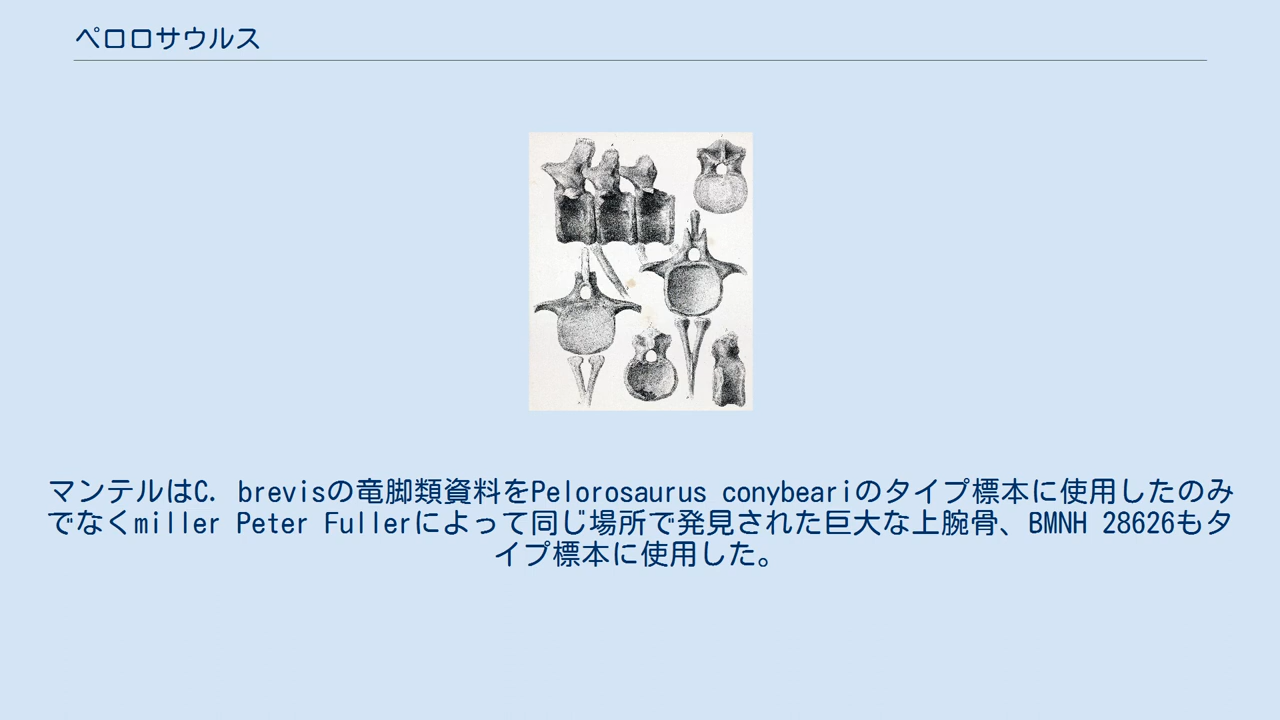 ペロロサウルス
マンテルはC. brevisの竜脚類資料をPelorosaurus conybeariのタイプ標本に使用したのみ
でなくmiller Peter Fullerによって同じ場所で発見された巨大な上腕骨、BMNH 28626もタ
イプ標本に使用した。